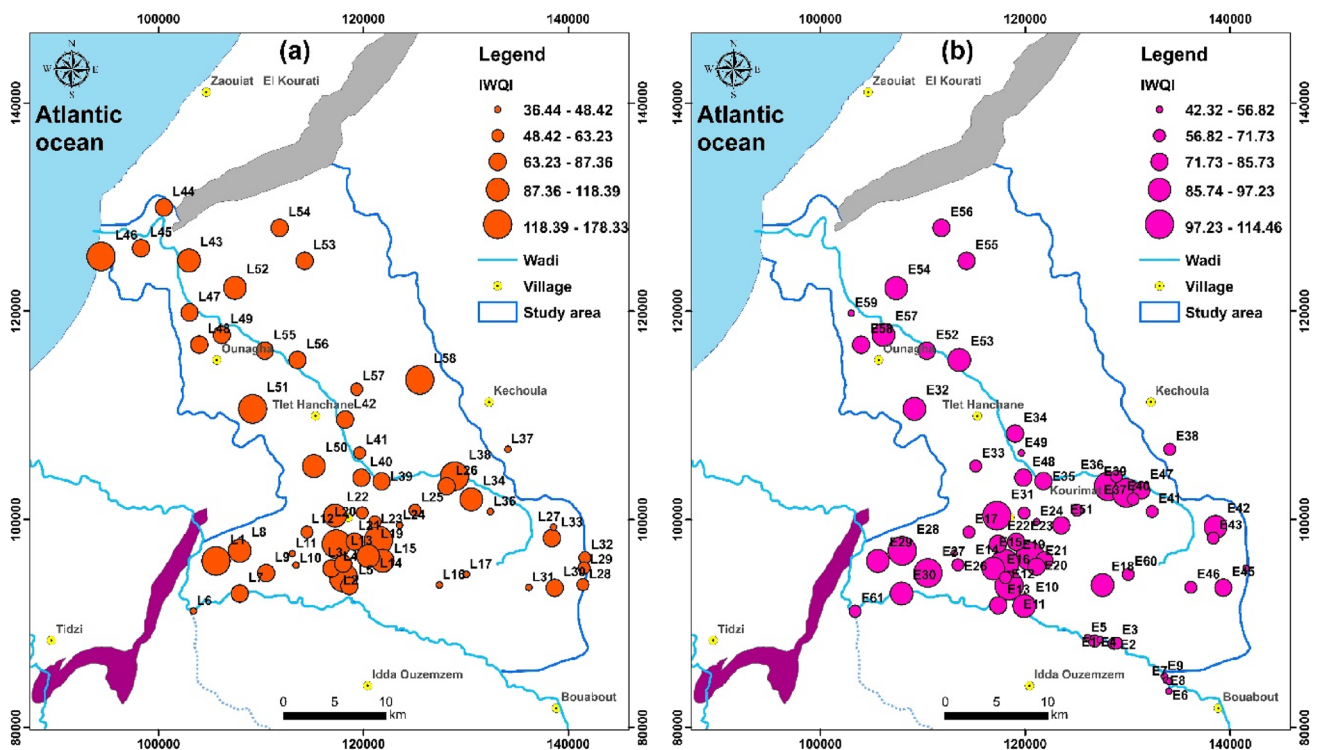 100000
120000
140000
100000
120000
140000
(a)
N
W
E
S
Zaouiat El Kourati
Atlantic
ocean
Legend
IWQI
36.44 - 48.42
48.42 - 63.23
63.23 - 87.36
87.36 - 118.39
118.39 - 178.33
Wadi
Village
Study area
140000
120000
100000
80000
L44
L54
L46
L45
L43
L53
L52
L47
L49
L48
Ounagha
L55
L56
L58
L57
L51
Tlet Hanchane
Kechoula
L42
L41
L37
L50
L40
L39
L38
L26
L34
L22
L25
L36
L12
L20
L23
L24
L27
L33
L21
L8
L11
L13
L19
L1
L9
L10
L3
L4
L15
L14
L32
L29
L7
L5
L2
L16
L17
L31
L30
L28
L6
Tidzi
Idda Ouzemzem
Bouabout
0
10
km
100000
120000
140000
(b)
N
W
S
Zaouiat El Kourati
Atlantic
ocean
Legend
IWQI
42.32 - 56.82
56.82 - 71.73
71.73 - 85.73
85.74 - 97.23
97.23 - 114.46
Wadi
Village
Study area
140000
120000
100000
80000
E56
E55
E54
E59
E57
E58
Ounagha
E52
E53
E32
Tlet Hanchane
Kechoula
E34
E49
E38
E33
E48
E35
E36
E39
E47
E37
E40
Kourimat
E41
E31
E51
E24
E42
E17
E22
E23
E43
E28
E29
E27
E14
E15
E19
E21
E16
E20
E60
E26
E30
E12
E18
E46
E45
E13
E10
E61
E11
E5
E3
E1
E4
E2
E9
E7
E8
E6
Tidzi
Idda Ouzemzem
Bouabout
0
10
km